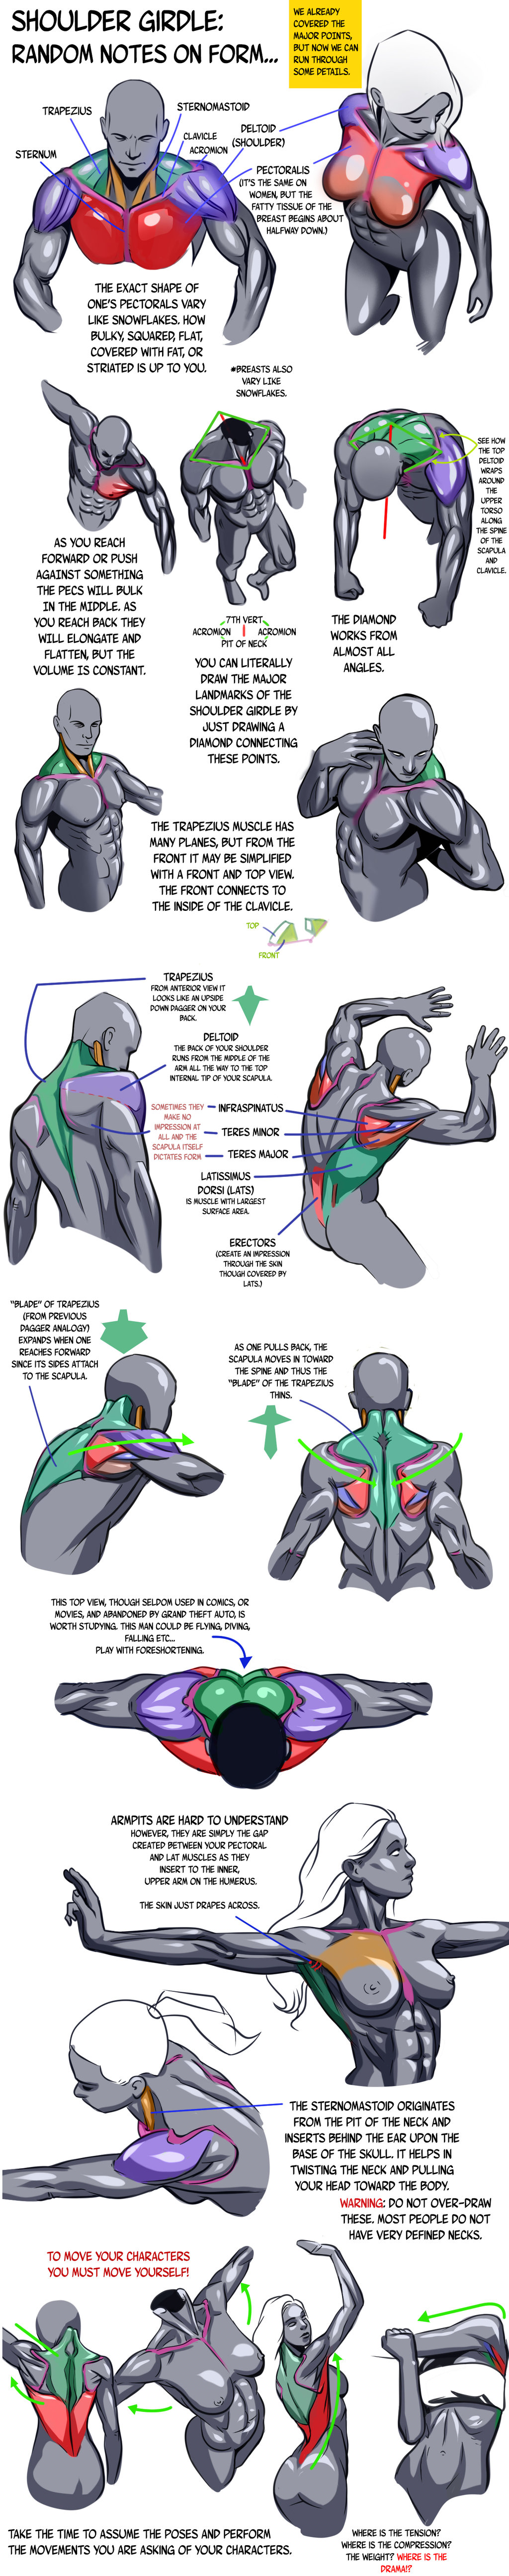 SHOULDER GIRDLE:
RANDOM NOTES ON FORM...
WE ALREADY
COVERED THE
MAJOR POINTS,
BUT NOW WE CAN
RUN THROUGH
SOME DETAILS.
TRAPEZIUS
STERNOMASTOID
CLAVICLE
ACROMION
STERNUM
DELTOID
(SHOULDER)
PECTORALIS
(IT'S THE SAME ON
WOMEN, BUT THE
FATTY TISSUE OF THE
BREAST BEGINS ABOUT
HALFWAY DOWN.)
THE EXACT SHAPE OF
ONE'S PECTORALS VARY
LIKE SNOWFLAKES. HOW
BULKY, SQUARED, FLAT,
COVERED WITH FAT, OR
STRIATED IS UP TO YOU.
*BREASTS ALSO
VARY LIKE
SNOWFLAKES.
SEE HOW
THE TOP
DELTOID
WRAPS
AROUND
THE
UPPER
TORSO
ALONG
THE SPINE
OF THE
SCAPULA
AND
CLAVICLE.
AS YOU REACH
FORWARD OR PUSH
AGAINST SOMETHING
THE PECS WILL BULK
IN THE MIDDLE. AS
YOU REACH BACK THEY
WILL ELONGATE AND
FLATTEN, BUT THE
VOLUME IS CONSTANT.
7TH VERT
ACROMION ACROMION
PIT OF NECK
YOU CAN LITERALLY
DRAW THE MAJOR
LANDMARKS OF THE
SHOULDER GIRDLE BY
JUST DRAWING A
DIAMOND CONNECTING
THESE POINTS.
THE DIAMOND
WORKS FROM
ALMOST ALL
ANGLES.
THE TRAPEZIUS MUSCLE HAS
MANY PLANES, BUT FROM THE
FRONT IT MAY BE SIMPLIFIED
WITH A FRONT AND TOP VIEW.
THE FRONT CONNECTS TO
THE INSIDE OF THE CLAVICLE.
TOP
FRONT
TRAPEZIUS
FROM ANTERIOR VIEW IT
LOOKS LIKE AN UPSIDE
DOWN DAGGER ON YOUR
BACK.
DELTOID
THE BACK OF YOUR SHOULDER
RUNS FROM THE MIDDLE OF THE
ARM ALL THE WAY TO THE TOP
INTERNAL TIP OF YOUR SCAPULA.
SOMETIMES THEY
MAKE NO
IMPRESSION AT
ALL AND THE
SCAPULA ITSELF
DICTATES FORM
INFRASPINATUS
TERES MINOR
TERES MAJOR
LATISSIMUS
DORSI (LATS)
IS MUSCLE WITH LARGEST
SURFACE AREA.
ERECTORS
(CREATE AN IMPRESSION
THROUGH THE SKIN
THOUGH COVERED BY
LATS.)
"BLADE" OF TRAPEZIUS
(FROM PREVIOUS
DAGGER ANALOGY)
EXPANDS WHEN ONE
REACHES FORWARD
SINCE ITS SIDES ATTACH
TO THE SCAPULA.
AS ONE PULLS BACK, THE
SCAPULA MOVES IN TOWARD
THE SPINE AND THUS THE
"BLADE" OF THE TRAPEZIUS
THINS.
THIS TOP VIEW, THOUGH SELDOM USED IN COMICS, OR
MOVIES, AND ABANDONED BY GRAND THEFT AUTO, IS
WORTH STUDYING. THIS MAN COULD BE FLYING, DIVING,
FALLING ETC...
PLAY WITH FORESHORTENING.
ARMPITS ARE HARD TO UNDERSTAND
HOWEVER, THEY ARE SIMPLY THE GAP
CREATED BETWEEN YOUR PECTORAL
AND LAT MUSCLES AS THEY
INSERT TO THE INNER,
UPPER ARM ON THE HUMERUS.
THE SKIN JUST DRAPES ACROSS.
THE STERNOMASTOID ORIGINATES
FROM THE PIT OF THE NECK AND
INSERTS BEHIND THE EAR UPON THE
BASE OF THE SKULL. IT HELPS IN
TWISTING THE NECK AND PULLING
YOUR HEAD TOWARD THE BODY.
WARNING: DO NOT OVER-DRAW
THESE. MOST PEOPLE DO NOT
HAVE VERY DEFINED NECKS.
TO MOVE YOUR CHARACTERS
YOU MUST MOVE YOURSELF!
TAKE THE TIME TO ASSUME THE POSES AND PERFORM
THE MOVEMENTS YOU ARE ASKING OF YOUR CHARACTERS.
WHERE IS THE TENSION?
WHERE IS THE COMPRESSION?
THE WEIGHT? WHERE IS THE
DRAMA!?